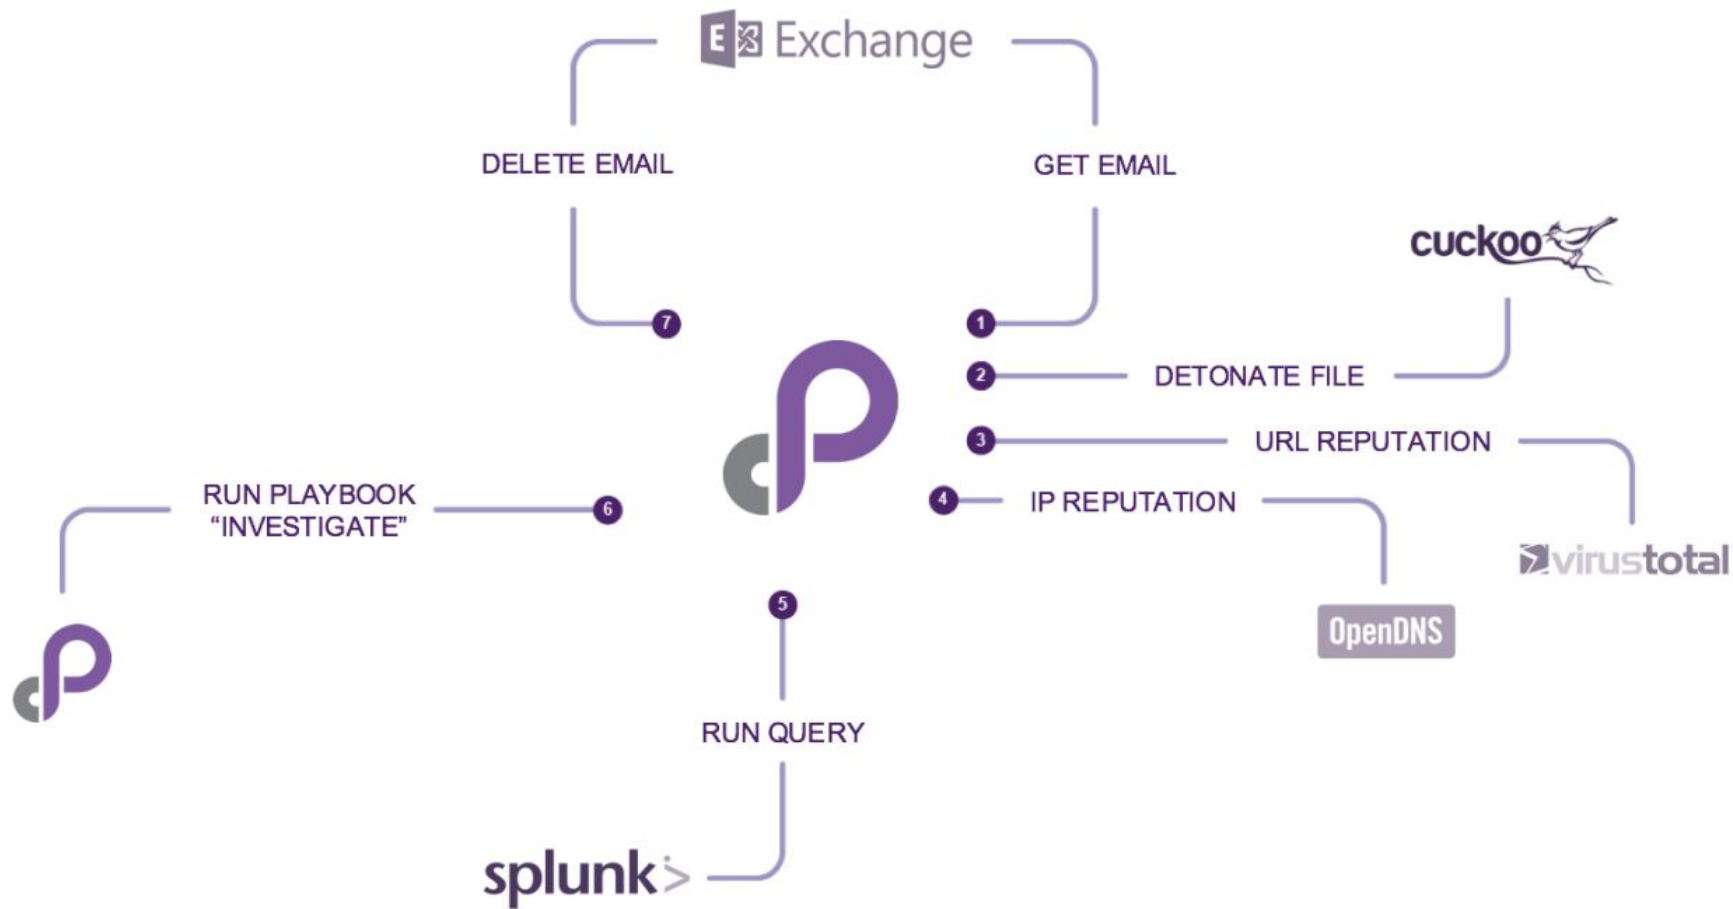 E Exchange
DELETE EMAIL
GET EMAIL
cuckoo
7
1
2
DETONATE FILE
3
URL REPUTATION
RUN PLAYBOOK
“INVESTIGATE”
6
4
IP REPUTATION
virustotal
5
OpenDNS
RUN QUERY
splunk>